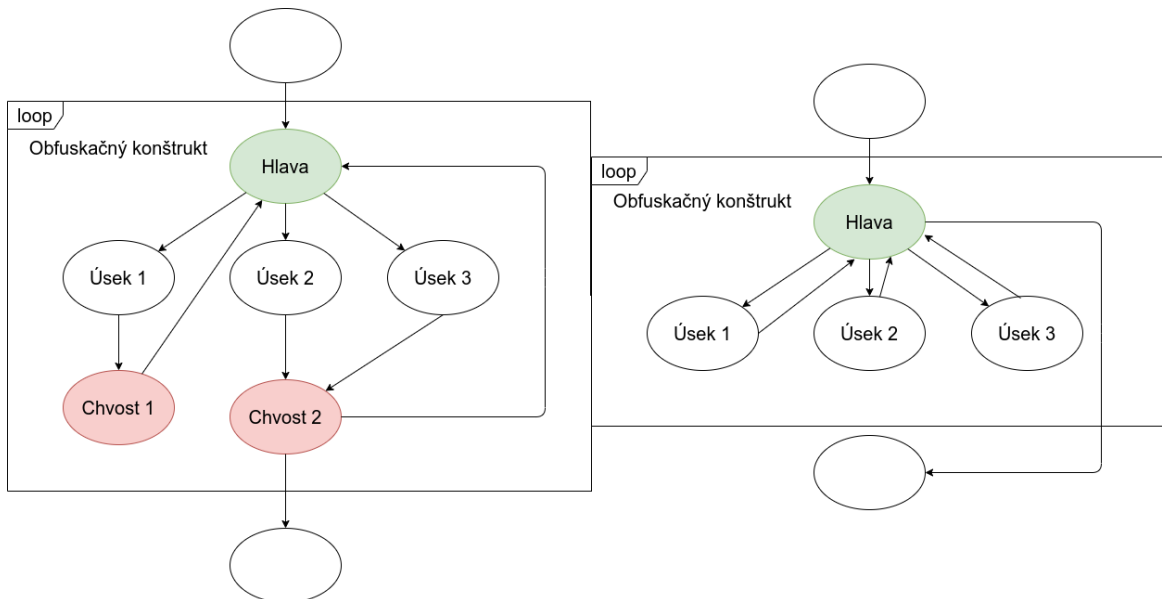 loop
Obfuskačný konštrukt
Hlava
Úsek 1
Úsek 2
Úsek 3
Chvost 1
Chvost 2
loop
Obfuskačný konštrukt
Hlava
Úsek 1
Úsek 2
Úsek 3